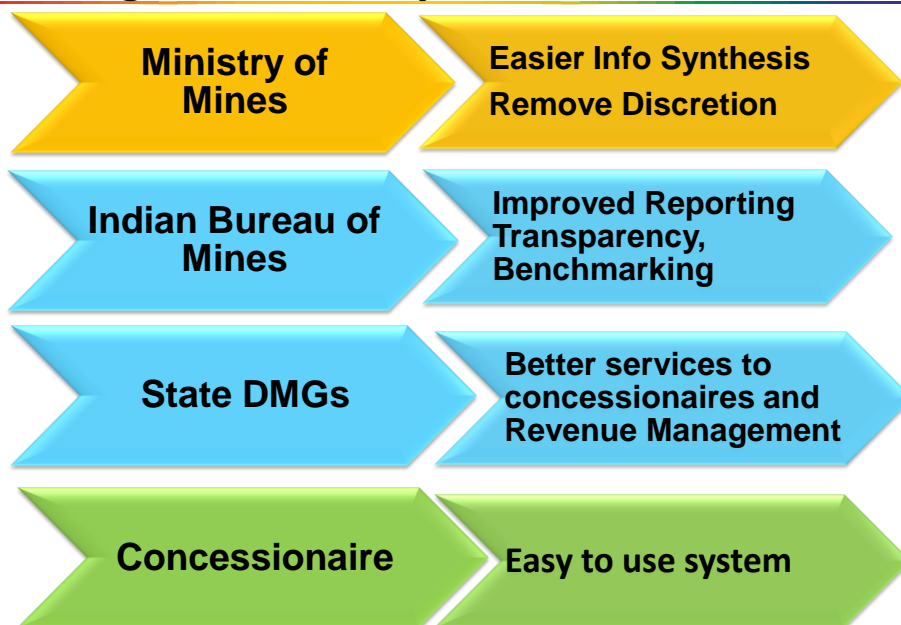 Ministry of
Mines
Easier Info Synthesis
Remove Discretion
Indian Bureau of
Mines
Improved Reporting
Transparency,
Benchmarking
State DMGs
Better services to
concessionaires and
Revenue Management
Concessionaire
Easy to use system